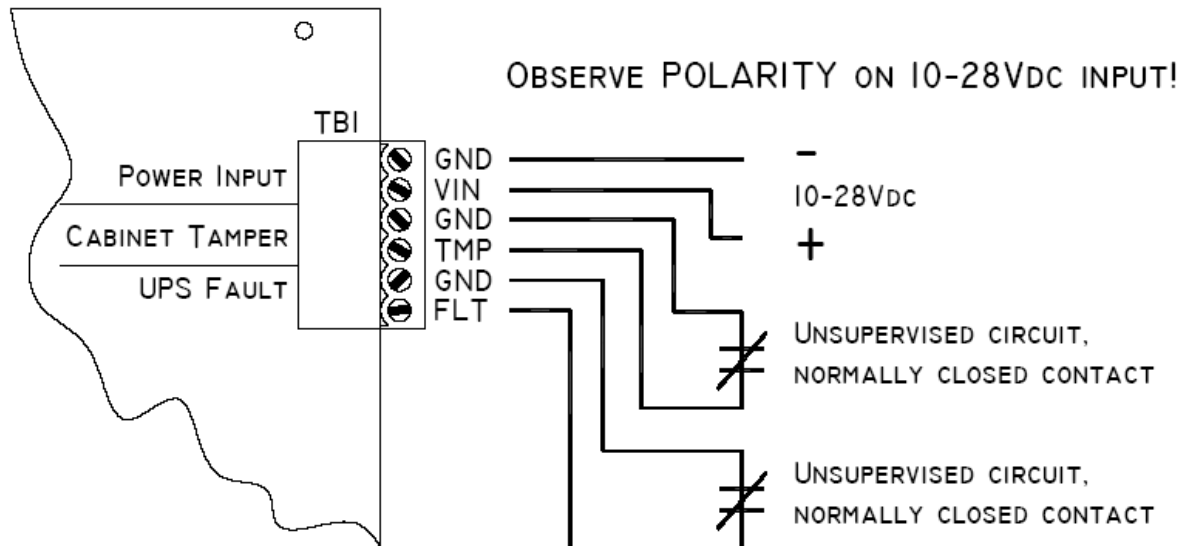 OBSERVE POLARITY ON 10-28VDC INPUT!
TB1
POWER INPUT
CABINET TAMPER
UPS FAULT
GND
VIN
GND
TMP
GND
FLT
-
10-28VDC
+
UNSUPERVISED CIRCUIT,
NORMALLY CLOSED CONTACT
UNSUPERVISED CIRCUIT,
NORMALLY CLOSED CONTACT